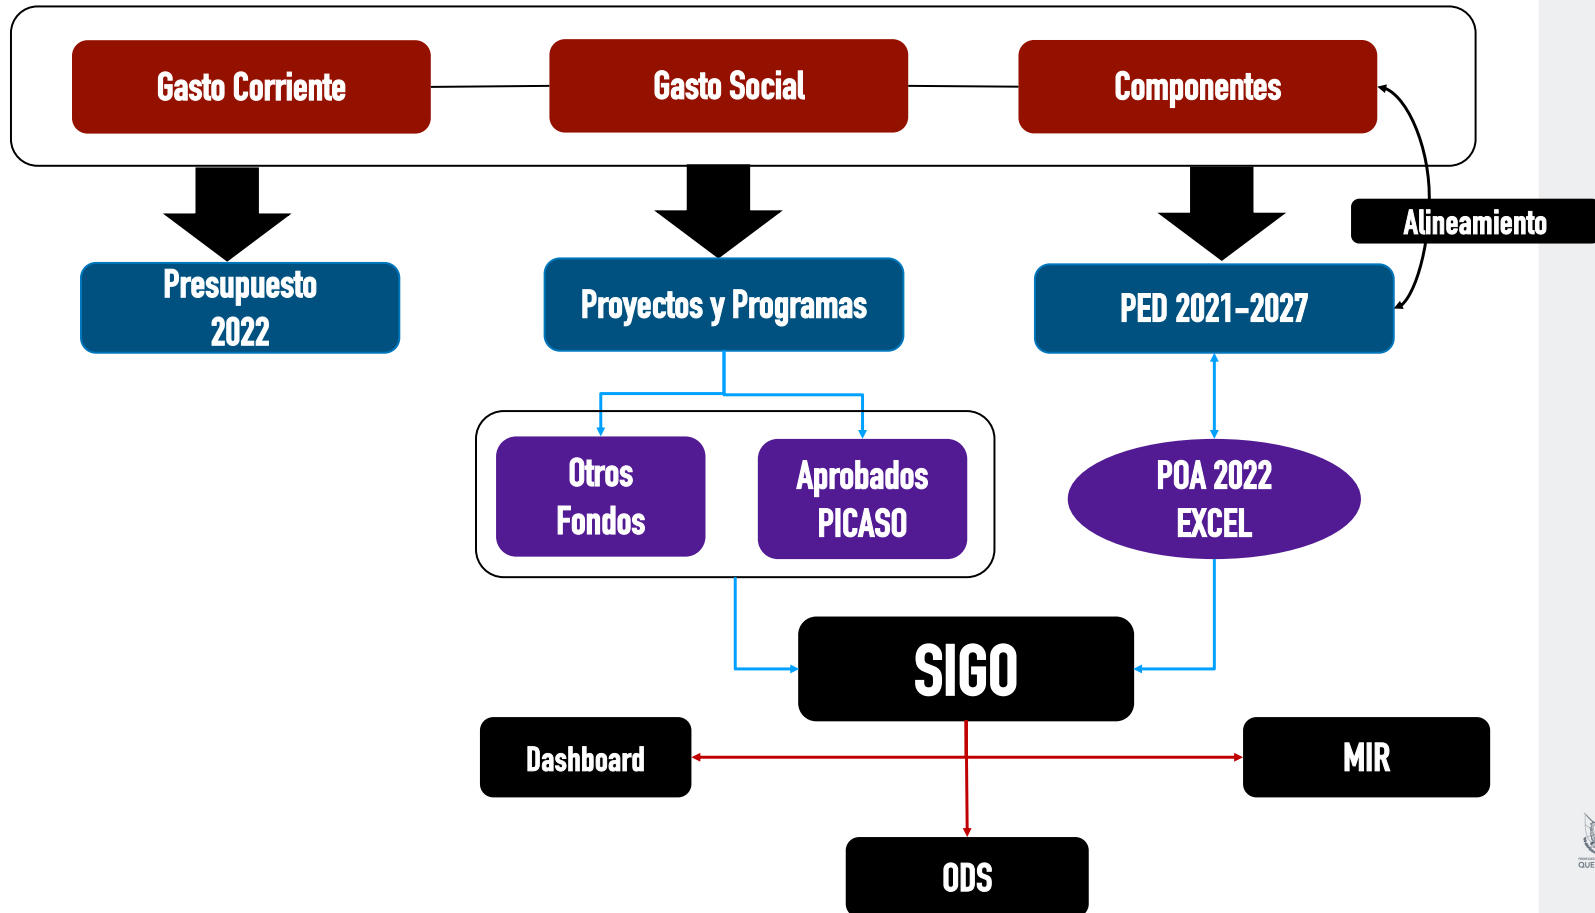 Gasto Corriente
Gasto Social
Componentes
Alineamiento
Presupuesto
2022
Proyectos y Programas
PED 2021-2027
Otros
Fondos
Aprobados
PICASO
POA 2022
EXCEL
SIGO
Dashboard
MIR
ODS